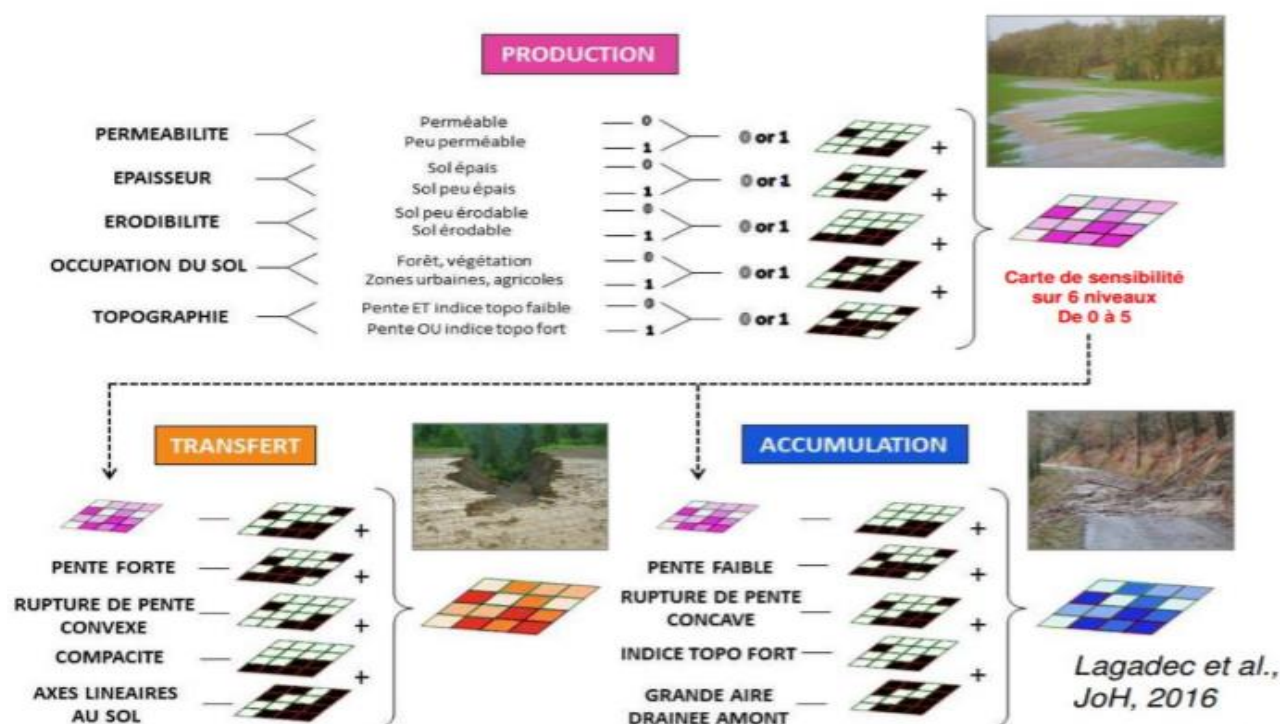 PRODUCTION
PERMEABILITE
Perméable
0
Peu perméable
1
0 or 1
+
EPAISSEUR
Sol épais
0
Sol peu épais
1
0 or 1
+
ERODIBILITE
Sol peu érodable
0
Sol érodable
1
0 or 1
+
OCCUPATION DU SOL
Forêt, végétation
0
Zones urbaines, agricoles
1
0 or 1
+
TOPOGRAPHIE
Pente ET indice topo faible
0
Pente OU indice topo fort
1
0 or 1
Carte de sensibilité
sur 6 niveaux
De 0 à 5
TRANSFERT
+
PENTE FORTE
+
RUPTURE DE PENTE
CONVEXE
+
COMPACITE
+
AXES LINEAIRES
AU SOL
ACCUMULATION
+
PENTE FAIBLE
+
RUPTURE DE PENTE
CONCAVE
+
INDICE TOPO FORT
+
GRANDE AIRE
DRAINEE AMONT
Lagadec et al.,
JoH, 2016